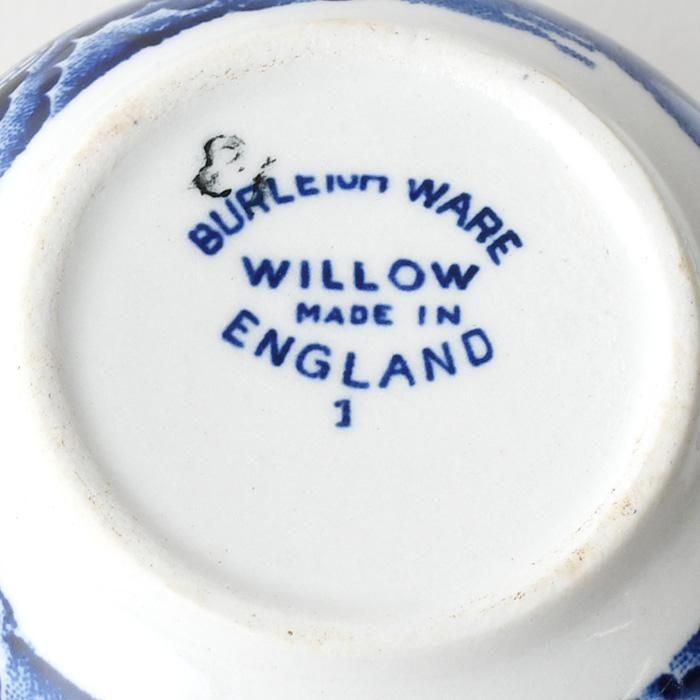 BURLEIGH WARE
WILLOW
MADE IN
ENGLAND
1